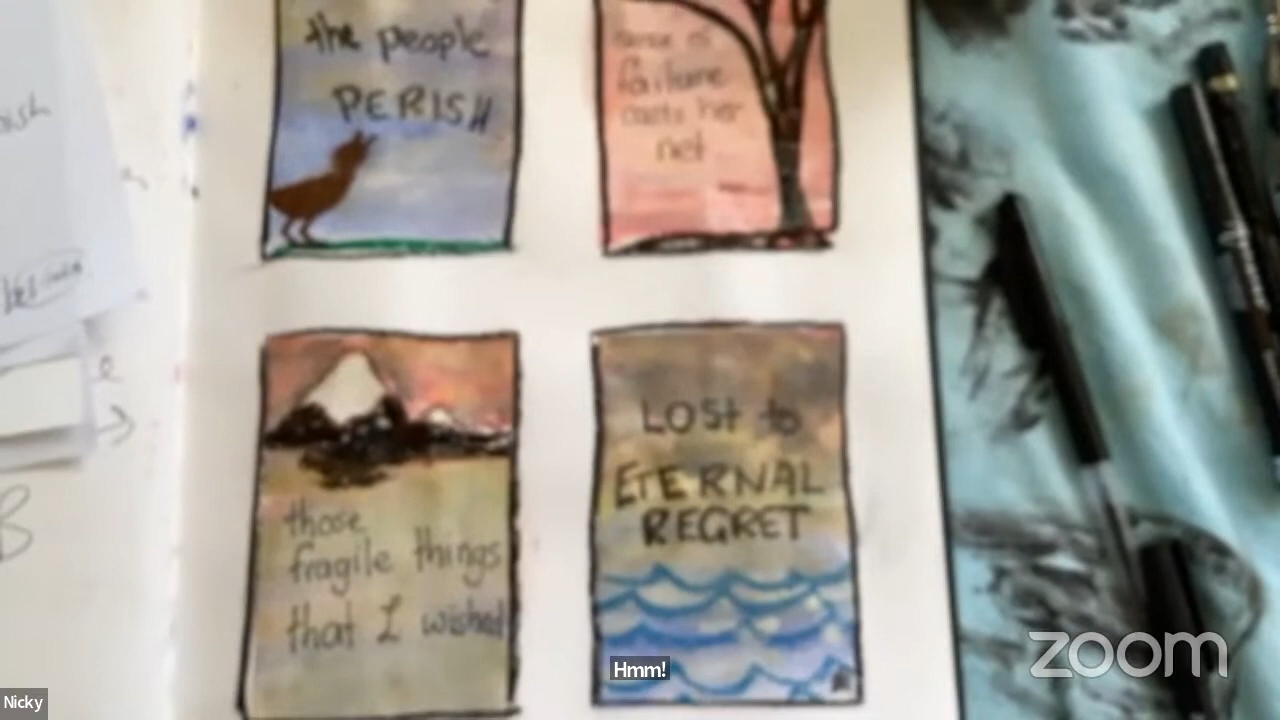 the people
PERISH
failure
casts her
net
those
fragile things
that I wished
LOST to
ETERNAL
REGRET
Hmm!
zoom
Nicky